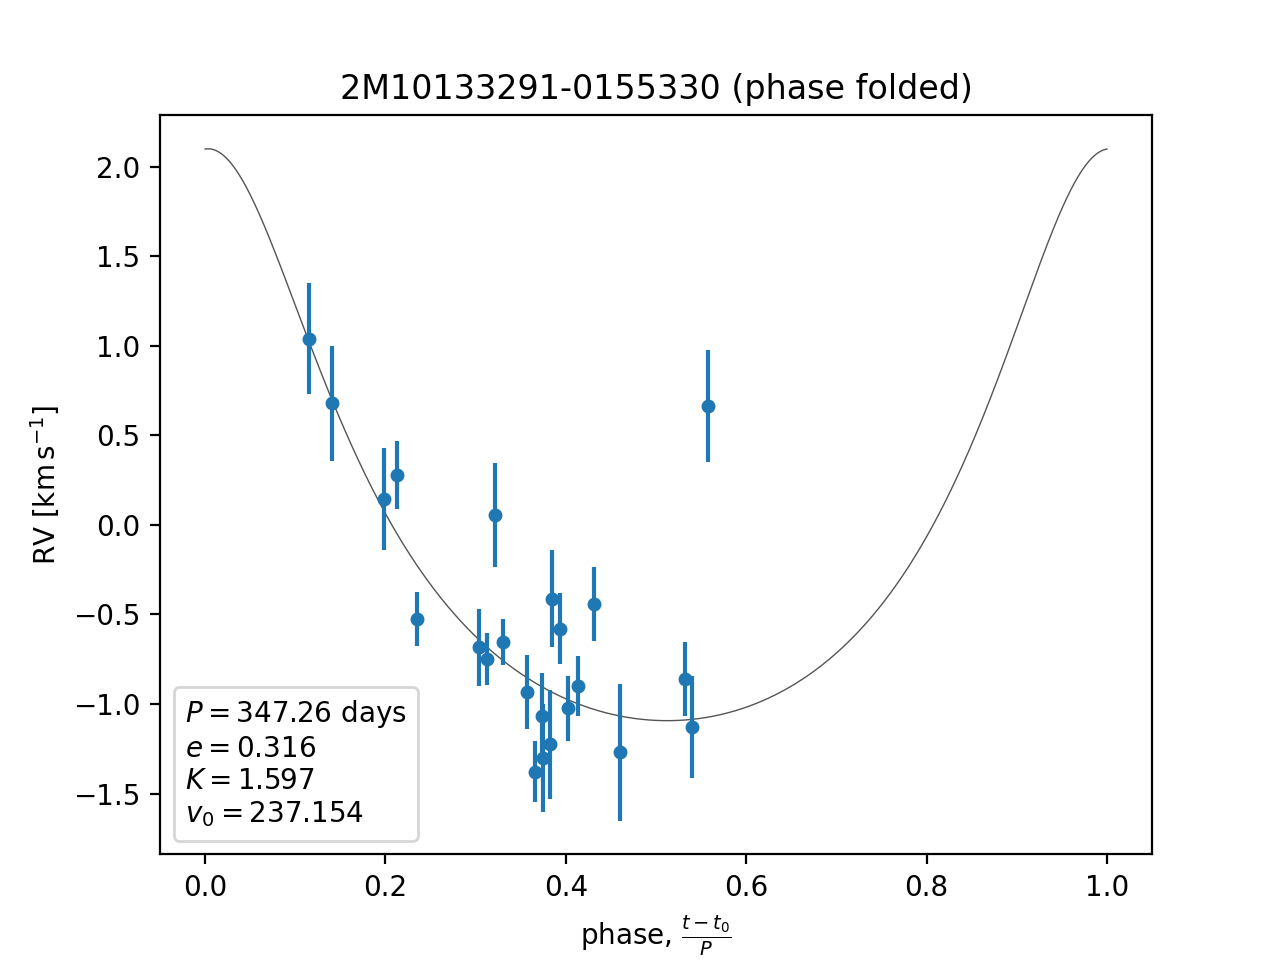 2M10133291-0155330 (phase folded)
RV [km s⁻¹]
2.0
1.5
1.0
0.5
0.0
−0.5
−1.0
−1.5
P = 347.26 days
e = 0.316
K = 1.597
v₀ = 237.154
0.0 0.2 0.4 0.6 0.8 1.0
phase, (t − t₀)/P